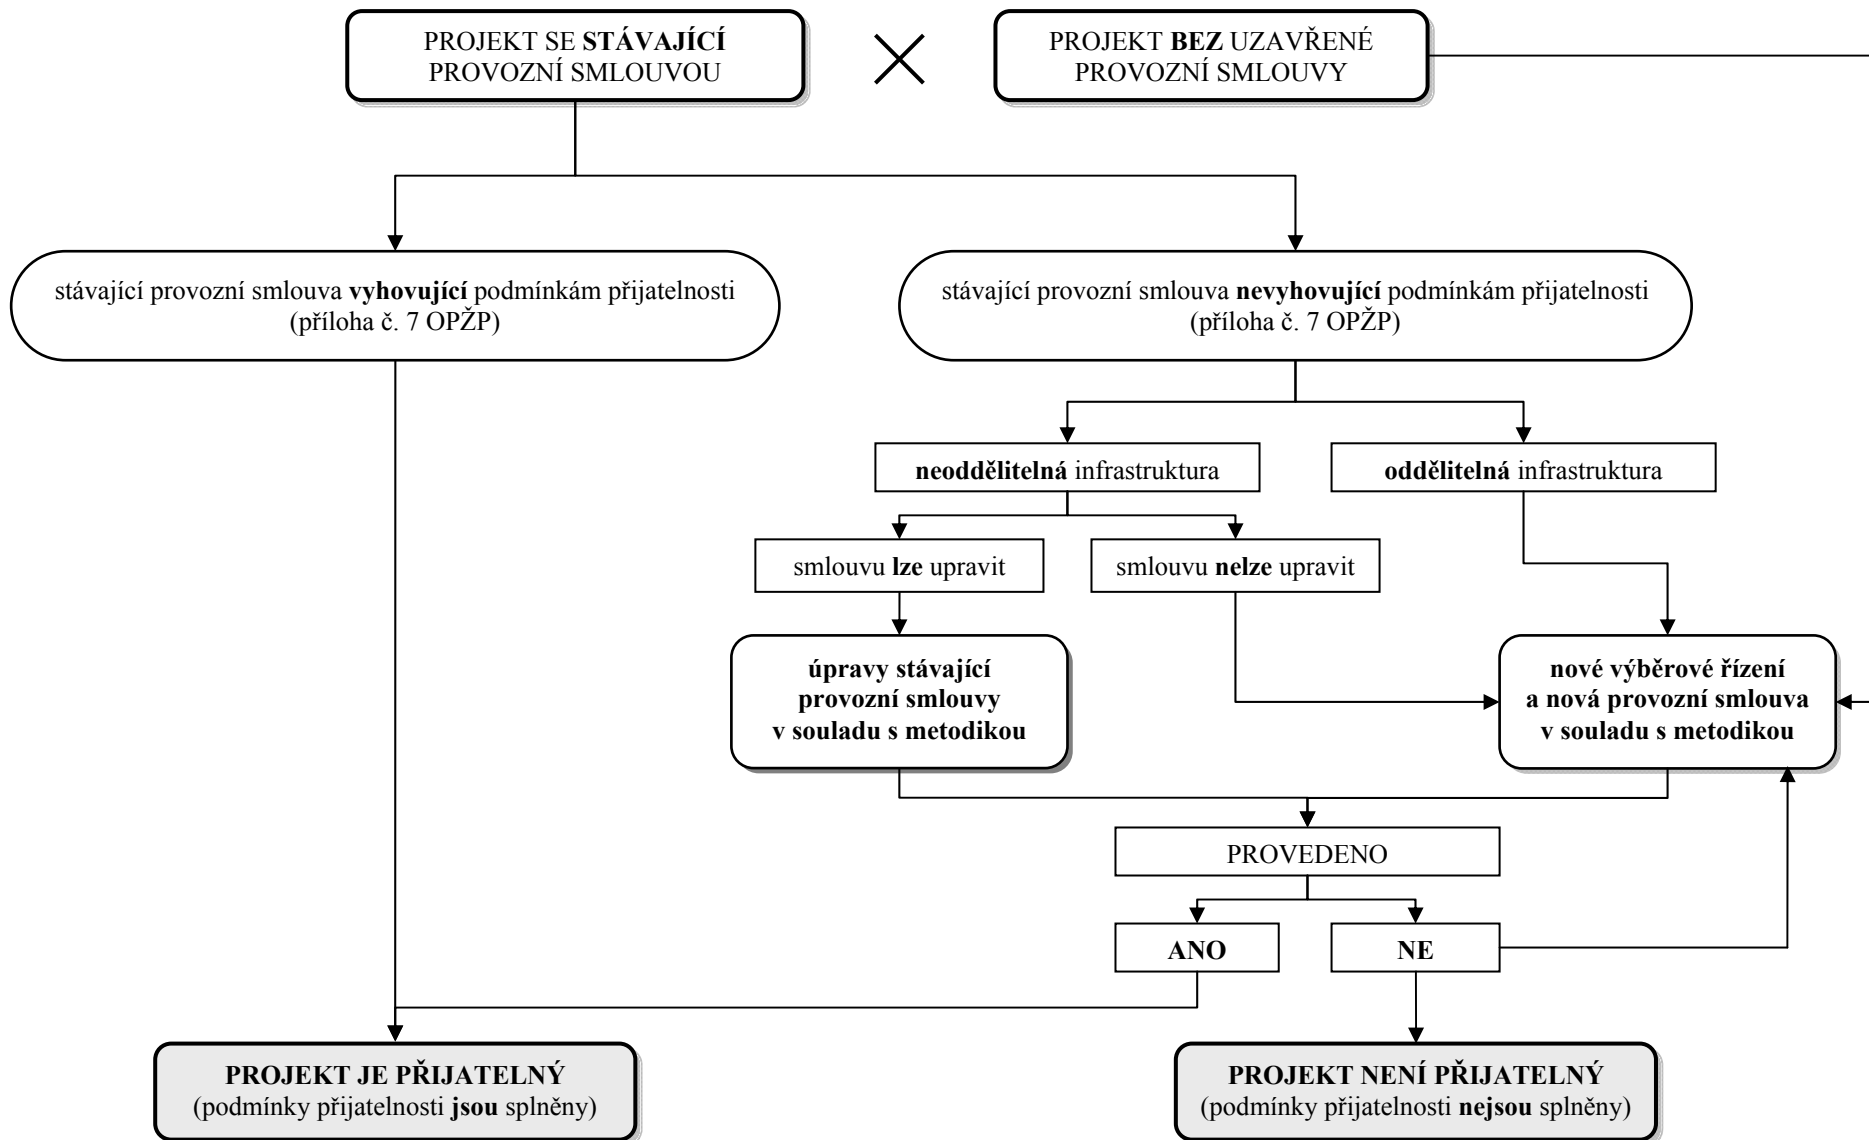 PROJEKT SE STÁVAJÍCÍ
PROVOZNÍ SMLOUVOU
PROJEKT BEZ UZAVŘENÉ
PROVOZNÍ SMLOUVY
stávající provozní smlouva vyhovující podmínkám přijatelnosti
(příloha č. 7 OPŽP)
stávající provozní smlouva nevyhovující podmínkám přijatelnosti
(příloha č. 7 OPŽP)
neoddělitelná infrastruktura
oddělitelná infrastruktura
smlouvu lze upravit
smlouvu nelze upravit
úpravy stávající
provozní smlouvy
v souladu s metodikou
nové výběrové řízení
a nová provozní smlouva
v souladu s metodikou
PROVEDENO
ANO
NE
PROJEKT JE PŘIJATELNÝ
(podmínky přijatelnosti jsou splněny)
PROJEKT NENÍ PŘIJATELNÝ
(podmínky přijatelnosti nejsou splněny)